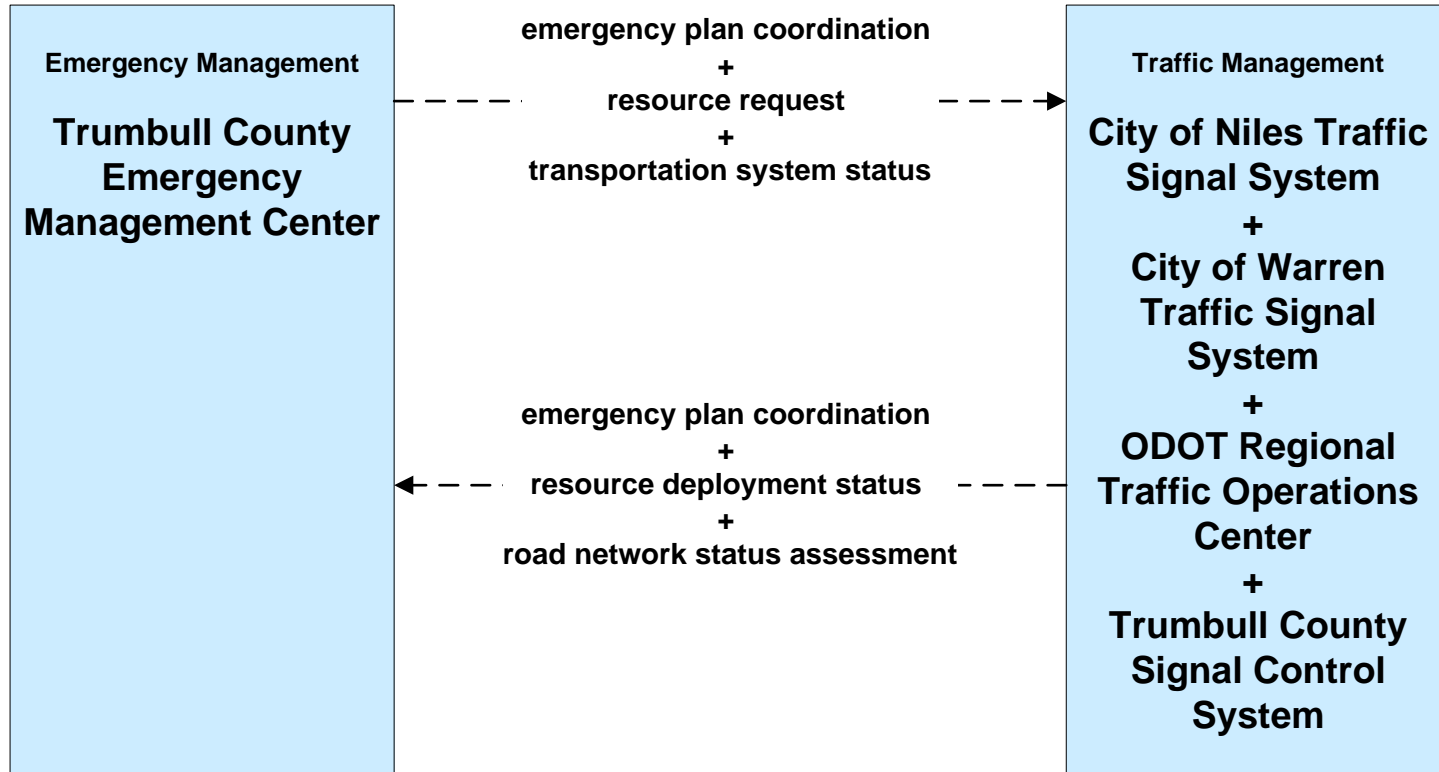 Emergency Management
Trumbull County
Emergency
Management Center
emergency plan coordination
+
resource request
+
transportation system status
emergency plan coordination
+
resource deployment status
+
road network status assessment
Traffic Management
City of Niles Traffic
Signal System
+
City of Warren
Traffic Signal
System
+
ODOT Regional
Traffic Operations
Center
+
Trumbull County
Signal Control
System